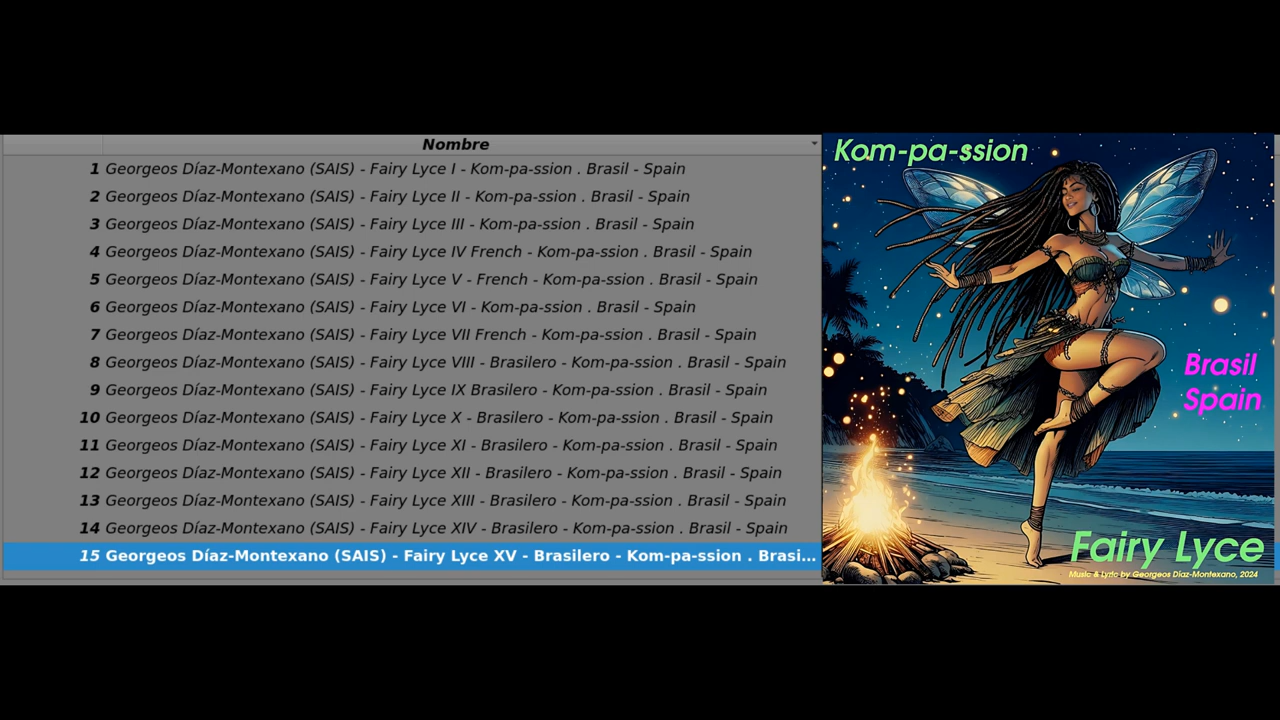 Nombre
1 Georgeos Díaz-Montexano (SAIS) - Fairy Lyce I - Kom-pa-ssion . Brasil - Spain
2 Georgeos Díaz-Montexano (SAIS) - Fairy Lyce II - Kom-pa-ssion . Brasil - Spain
3 Georgeos Díaz-Montexano (SAIS) - Fairy Lyce III - Kom-pa-ssion . Brasil - Spain
4 Georgeos Díaz-Montexano (SAIS) - Fairy Lyce IV French - Kom-pa-ssion . Brasil - Spain
5 Georgeos Díaz-Montexano (SAIS) - Fairy Lyce V - French - Kom-pa-ssion . Brasil - Spain
6 Georgeos Díaz-Montexano (SAIS) - Fairy Lyce VI - Kom-pa-ssion . Brasil - Spain
7 Georgeos Díaz-Montexano (SAIS) - Fairy Lyce VII French - Kom-pa-ssion . Brasil - Spain
8 Georgeos Díaz-Montexano (SAIS) - Fairy Lyce VIII - Brasilero - Kom-pa-ssion . Brasil - Spain
9 Georgeos Díaz-Montexano (SAIS) - Fairy Lyce IX Brasilero - Kom-pa-ssion . Brasil - Spain
10 Georgeos Díaz-Montexano (SAIS) - Fairy Lyce X - Brasilero - Kom-pa-ssion . Brasil - Spain
11 Georgeos Díaz-Montexano (SAIS) - Fairy Lyce XI - Brasilero - Kom-pa-ssion . Brasil - Spain
12 Georgeos Díaz-Montexano (SAIS) - Fairy Lyce XII - Brasilero - Kom-pa-ssion . Brasil - Spain
13 Georgeos Díaz-Montexano (SAIS) - Fairy Lyce XIII - Brasilero - Kom-pa-ssion . Brasil - Spain
14 Georgeos Díaz-Montexano (SAIS) - Fairy Lyce XIV - Brasilero - Kom-pa-ssion . Brasil - Spain
15 Georgeos Díaz-Montexano (SAIS) - Fairy Lyce XV - Brasilero - Kom-pa-ssion . Brasi...
Kom-pa-ssion
Brasil
Spain
Fairy Lyce
Music & Lyric by Georgeos Díaz-Montexano, 2024